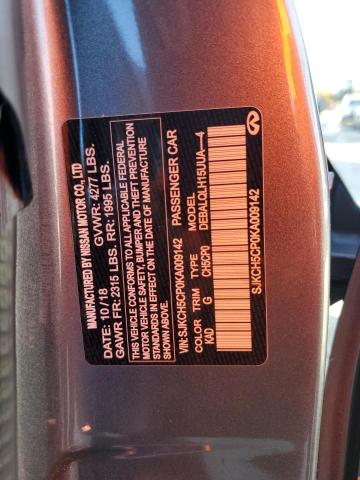 MANUFACTURED BY NISSAN MOTOR CO., LTD
DATE: 10/18 GVWR: 4277 LBS.
GAWR FR: 2315 LBS. RR: 1995 LBS.
THIS VEHICLE CONFORMS TO ALL APPLICABLE FEDERAL
MOTOR VEHICLE SAFETY, BUMPER AND THEFT PREVENTION
STANDARDS IN EFFECT ON THE DATE OF MANUFACTURE
SHOWN ABOVE.
VIN:SJKCH5CP0KA009142 PASSENGER CAR
COLOR TRIM TYPE MODEL
KAD G CH5CP0 DEBALQLH15UUA----4
SJKCH5CP0KA009142